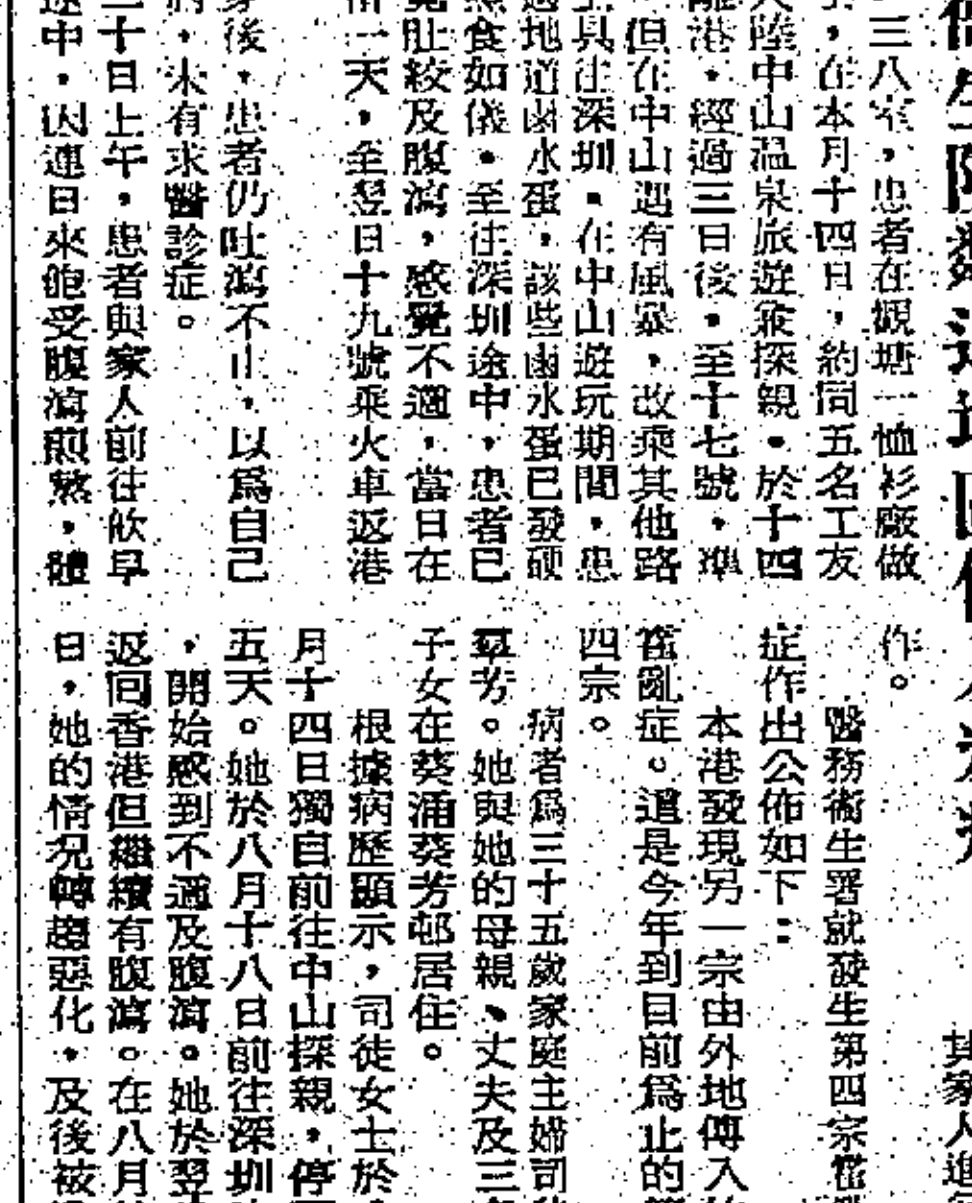 三八室，患者在觀塘一恤衫廠做
，在本月十四日，約同五名工友
大陸中山温泉旅遊兼探親。於十四
離港，經過三日後，至十七號，準
但在中山遇有風暴，改乘其他路
具往深圳。在中山遊玩期間，患
過地道鹵水蛋，該些鹵水蛋已發硬
照食如儀。至往深圳途中，患者已
覺肚絞及腹瀉，感覺不適，當日在
留一天，至翌日十九號乘火車返港
家後，患者仍吐瀉不止，以爲自己
病，未有求醫診症。
二十日上午，患者與家人前往飲早
途中，因連日來飽受腹瀉煎熬，體
作。
醫務衞生署就發生第四宗霍
症作出公佈如下：
本港發現另一宗由外地傳入
霍亂症。這是今年到目前爲止的第
四宗。
病者爲三十五歲家庭主婦司
羣芳。她與她的母親、丈夫及三
子女在葵涌葵芳邨居住。
根據病歷顯示，司徒女士於
月十四日獨自前往中山探親，停
五天。她於八月十八日前往深圳
，開始感到不適及腹瀉。她於翌
返回香港但繼續有腹瀉。在八月
日，她的情况轉趨惡化，及後被
其家人進